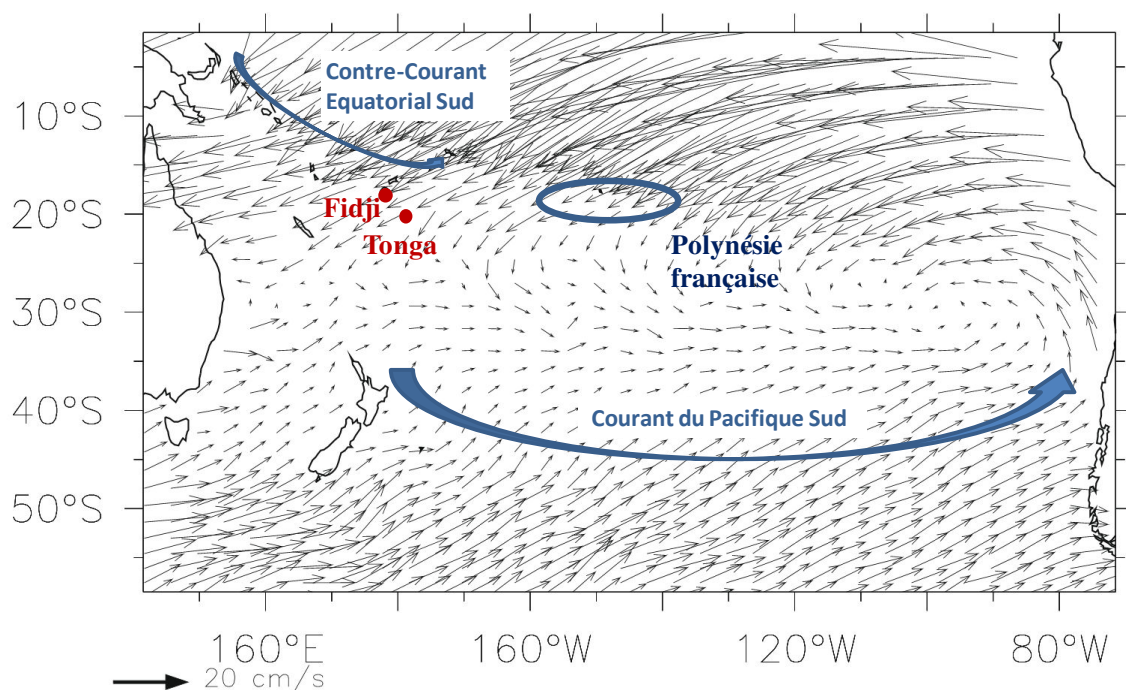 Contre-Courant
Equatorial Sud
10°S
20°S
Fidji
Tonga
Polynésie
française
30°S
40°S
Courant du Pacifique Sud
50°S
160°E 160°W 120°W 80°W
20 cm/s